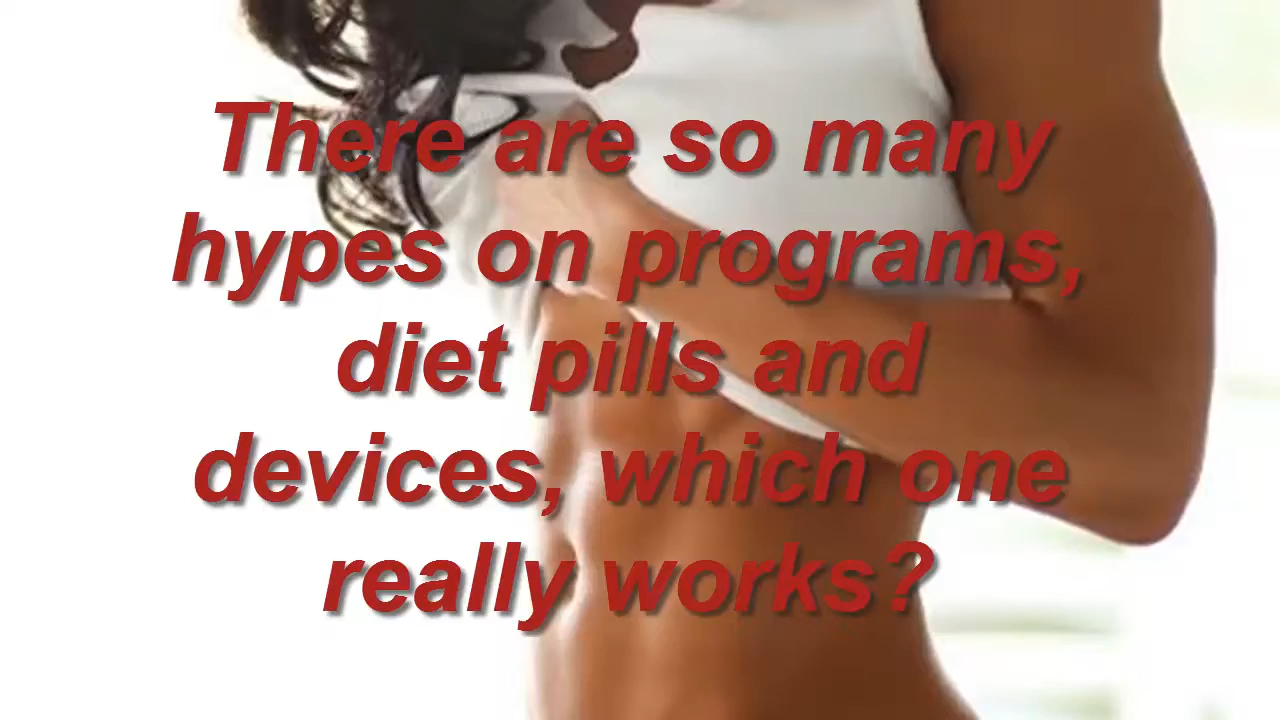 There are so many
hypes on programs,
diet pills and
devices, which one
really works?